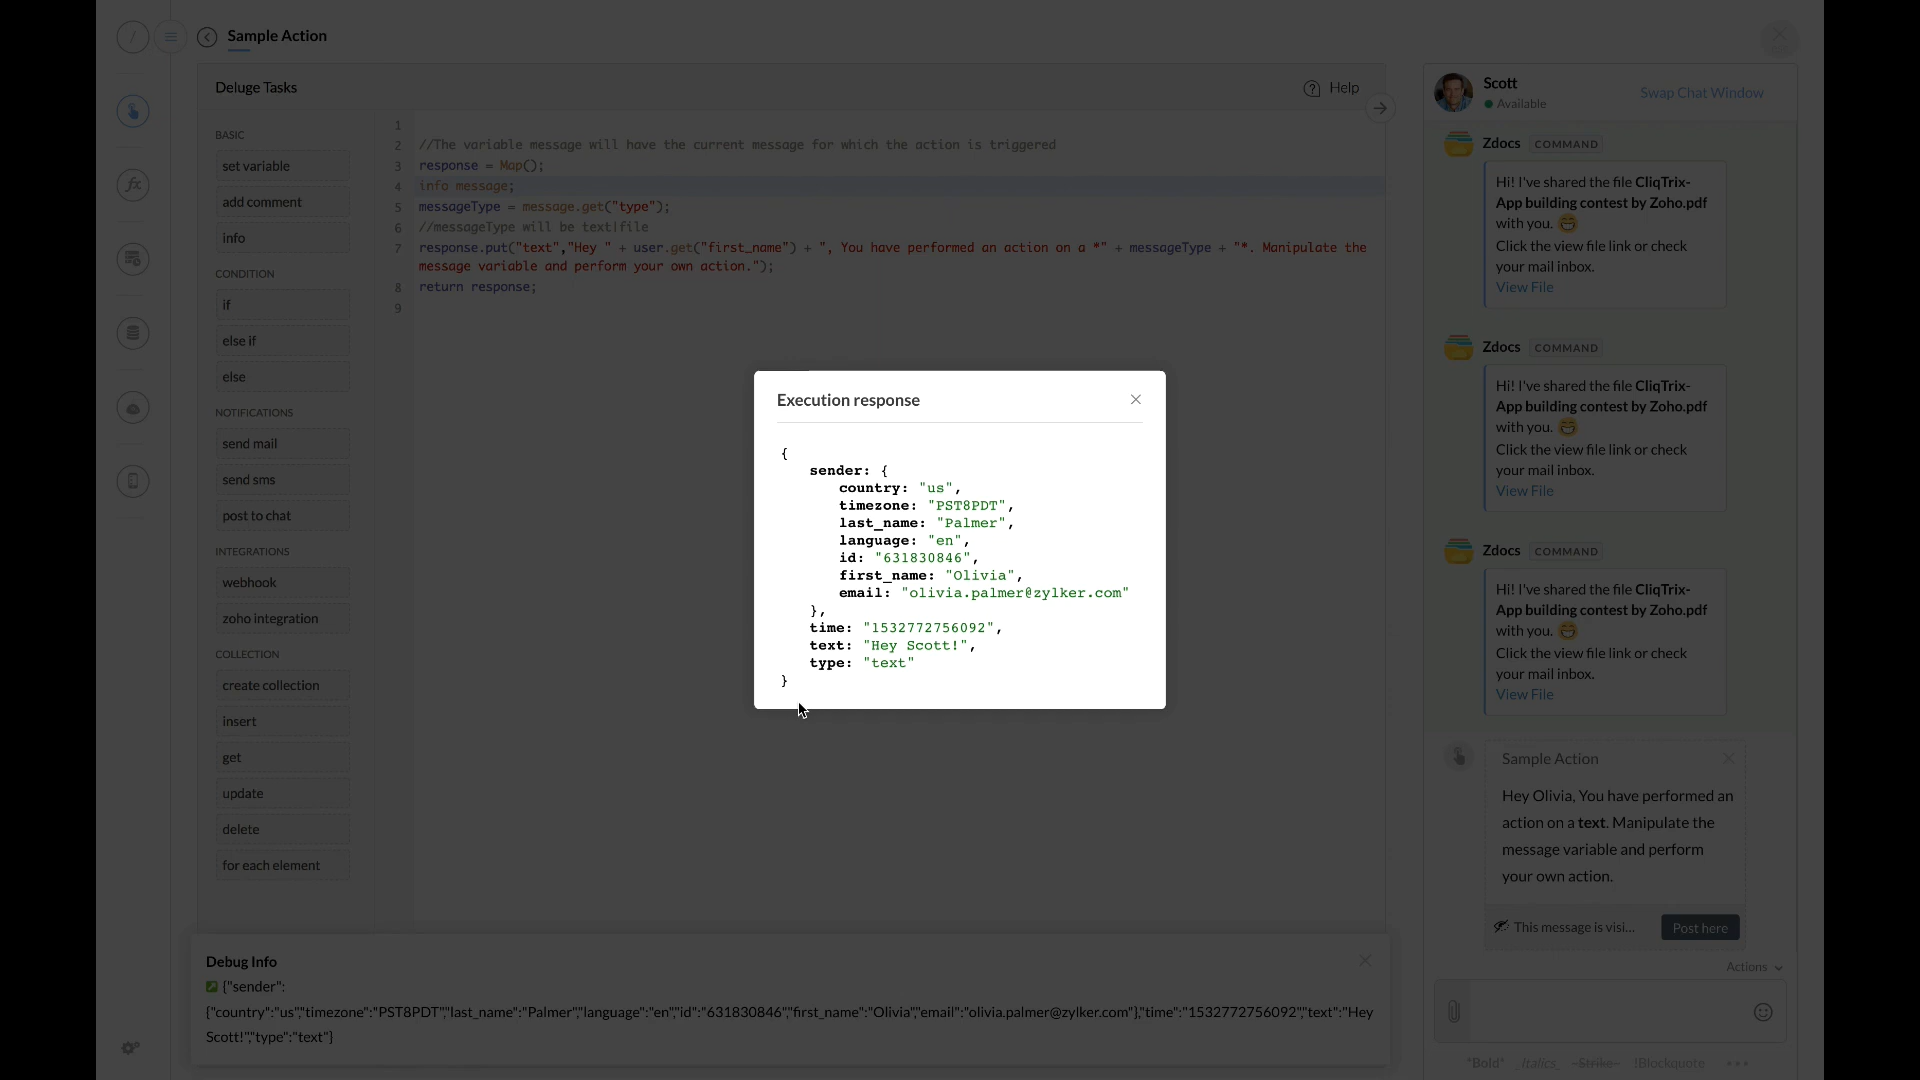 Sample Action
Deluge Tasks
Help
BASIC
set variable
add comment
info
CONDITION
if
else if
else
NOTIFICATIONS
send mail
send sms
post to chat
INTEGRATIONS
webhook
zoho integration
COLLECTION
create collection
insert
get
update
delete
for each element
1
2 //The variable message will have the current message for which the action is triggered
3 response = Map();
4 info message;
5 messageType = message.get("type");
6 //messageType will be text|file
7 response.put("text","Hey " + user.get("first_name") + ", You have performed an action on a *" + messageType + "*. Manipulate the
message variable and perform your own action.");
8 return response;
9
Execution response
{
sender: {
country: "us",
timezone: "PST8PDT",
last_name: "Palmer",
language: "en",
id: "631830846",
first_name: "Olivia",
email: "olivia.palmer@zylker.com"
},
time: "1532772756092",
text: "Hey Scott!",
type: "text"
}
Debug Info
{"sender":
{"country":"us","timezone":"PST8PDT","last_name":"Palmer","language":"en","id":"631830846","first_name":"Olivia","email":"olivia.palmer@zylker.com"},"time":"1532772756092","text":"Hey
Scott!","type":"text"}
Scott
Available
Swap Chat Window
Zdocs COMMAND
Hi! I've shared the file CliqTrix-
App building contest by Zoho.pdf
with you. 😁
Click the view file link or check
your mail inbox.
View File
Zdocs COMMAND
Hi! I've shared the file CliqTrix-
App building contest by Zoho.pdf
with you. 😁
Click the view file link or check
your mail inbox.
View File
Zdocs COMMAND
Hi! I've shared the file CliqTrix-
App building contest by Zoho.pdf
with you. 😁
Click the view file link or check
your mail inbox.
View File
Sample Action
Hey Olivia, You have performed an
action on a text. Manipulate the
message variable and perform
your own action.
This message is visi...
Post here
Actions
*Bold* _Italics_ ~Strike~ !Blockquote